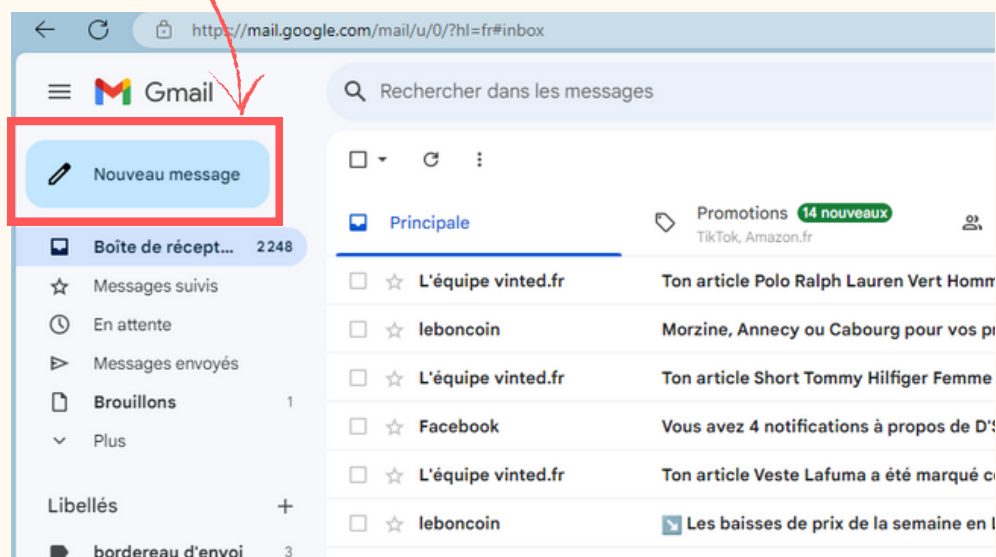 https://mail.google.com/mail/u/0/?hl=fr#inbox
Gmail
Rechercher dans les messages
Nouveau message
Principale
Promotions 14 nouveaux
TikTok, Amazon.fr
Boîte de récept... 2 248
Messages suivis
En attente
Messages envoyés
Brouillons 1
Plus
Libellés
bordereau d'envoi 3
L'équipe vinted.fr Ton article Polo Ralph Lauren Vert Homm
leboncoin Morzine, Annecy ou Cabourg pour vos pr
L'équipe vinted.fr Ton article Short Tommy Hilfiger Femme
Facebook Vous avez 4 notifications à propos de D'S
L'équipe vinted.fr Ton article Veste Lafuma a été marqué c
leboncoin Les baisses de prix de la semaine en L